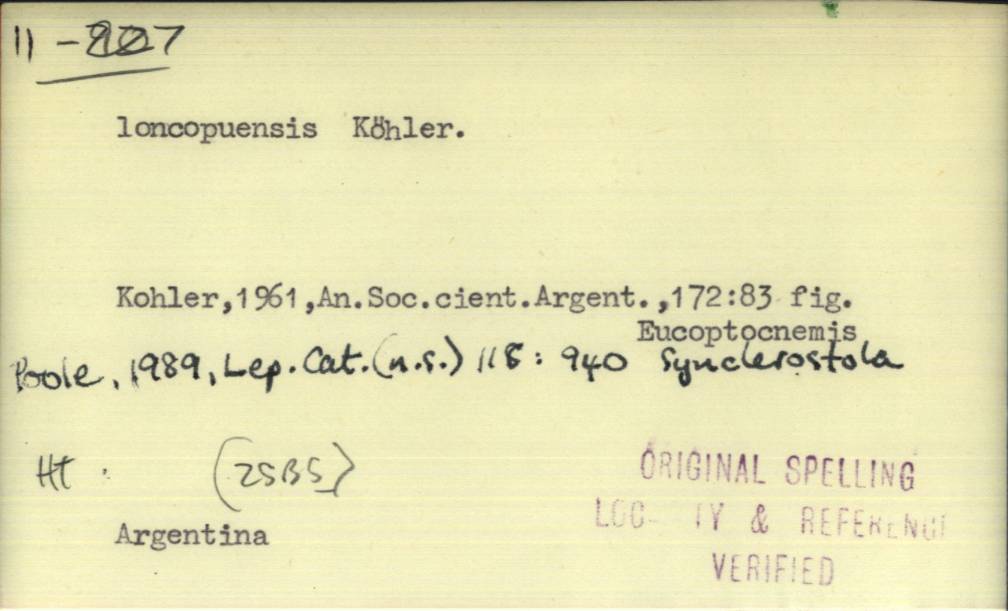 11 - 
loncopuensis Köhler.
Kohler,1961,An.Soc.cient.Argent.,172:83 fig.
Eucoptocnemis
Poole, 1989, Lep. Cat. (n.s.) 118: 940 Synclerostola
Ht : (ZSBS)
Argentina
ORIGINAL SPELLING
& REFERENCE
VERIFIED